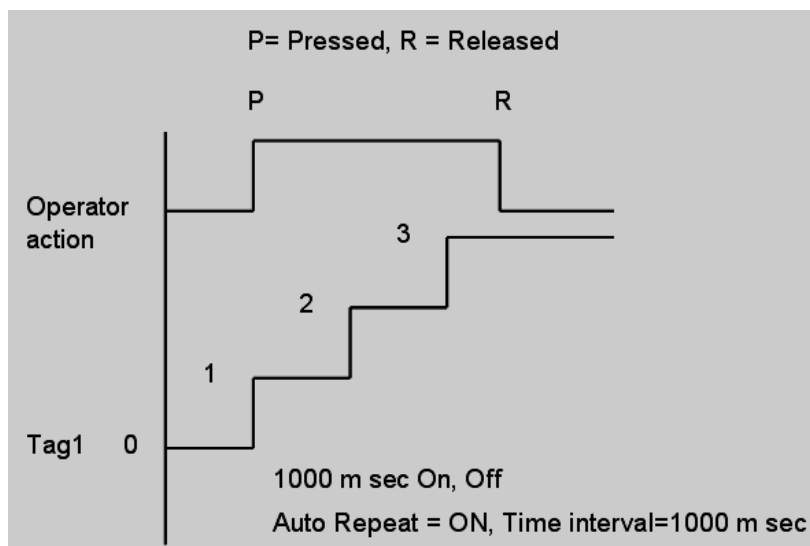 P= Pressed, R = Released
P R
Operator
action
3
2
1
Tag1 0
1000 m sec On, Off
Auto Repeat = ON, Time interval=1000 m sec